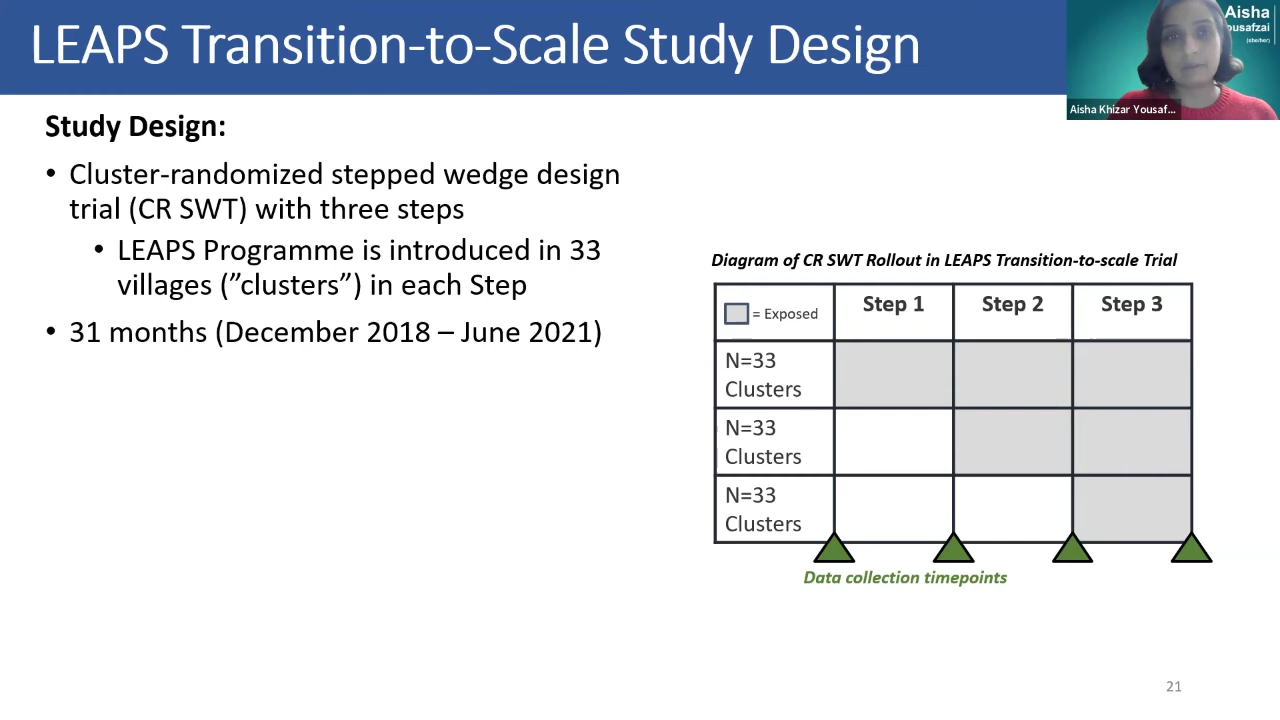 LEAPS Transition-to-Scale Study Design
Aisha
ousafzai
(she/her)
Aisha Khizar Yousaf...
Study Design:
• Cluster-randomized stepped wedge design
trial (CR SWT) with three steps
• LEAPS Programme is introduced in 33
villages (”clusters”) in each Step
• 31 months (December 2018 – June 2021)
Diagram of CR SWT Rollout in LEAPS Transition-to-scale Trial
= Exposed
Step 1
Step 2
Step 3
N=33
Clusters
N=33
Clusters
N=33
Clusters
Data collection timepoints
21